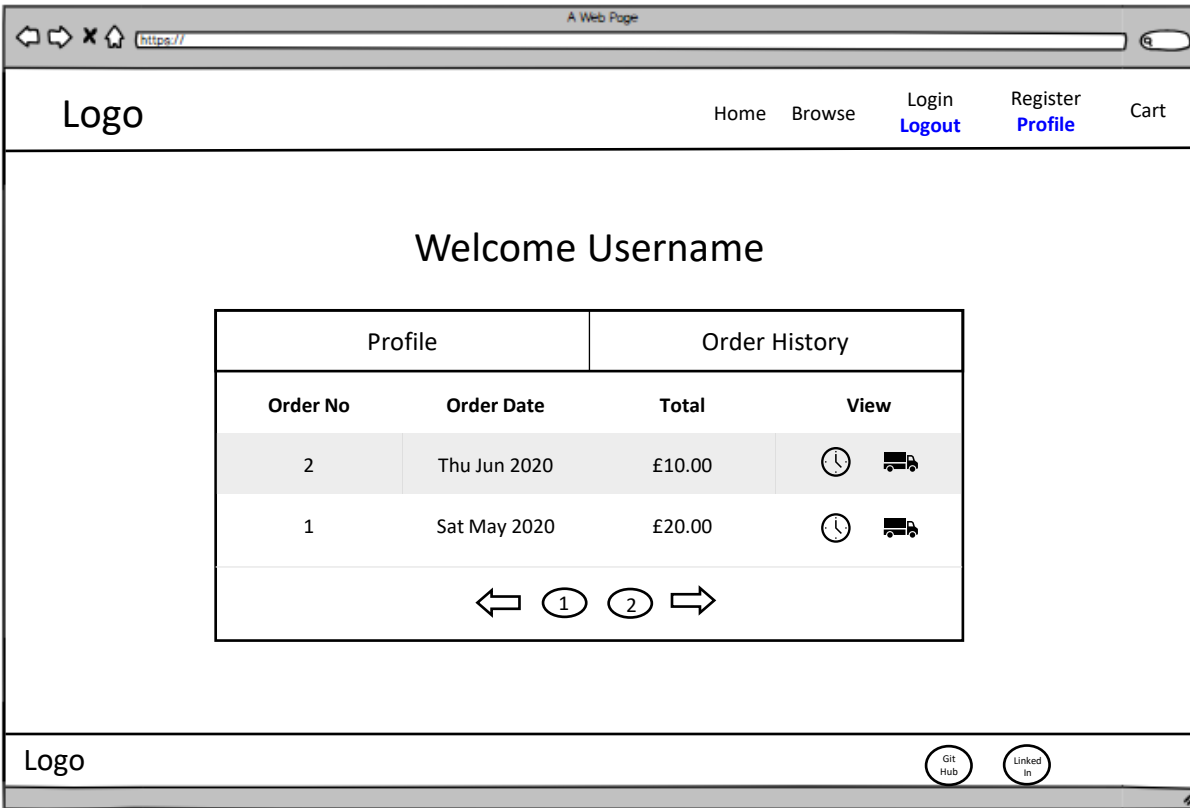 A Web Page
https://
Logo
Home Browse Login Register Cart
Logout Profile
Welcome Username
Profile Order History
Order No Order Date Total View
2 Thu Jun 2020 £10.00
1 Sat May 2020 £20.00
1 2
Logo
Git
Hub
Linked
In